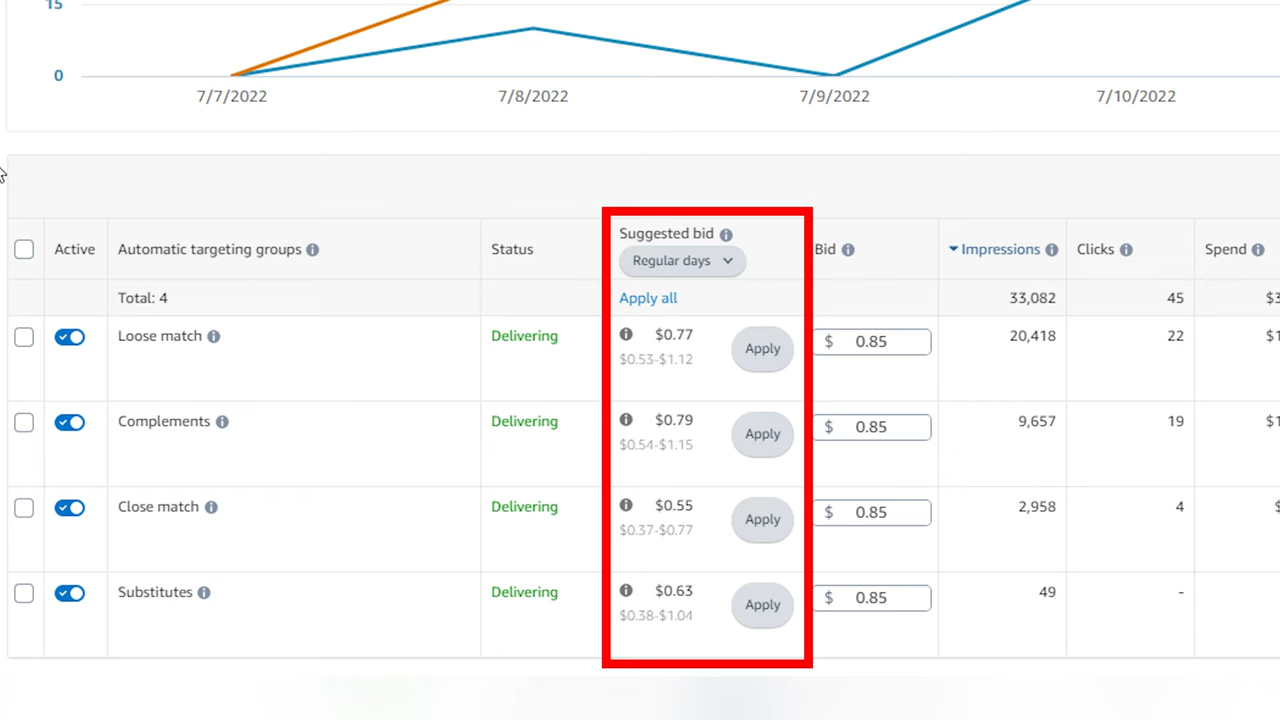 15
0
7/7/2022 7/8/2022 7/9/2022 7/10/2022
Active Automatic targeting groups Status Suggested bid Bid Impressions Clicks Spend
Regular days
Total: 4 Apply all 33,082 45 $3
Loose match Delivering $0.77 Apply $ 0.85 20,418 22 $1
$0.53-$1.12
Complements Delivering $0.79 Apply $ 0.85 9,657 19 $1
$0.54-$1.15
Close match Delivering $0.55 Apply $ 0.85 2,958 4 $
$0.37-$0.77
Substitutes Delivering $0.63 Apply $ 0.85 49 -
$0.38-$1.04